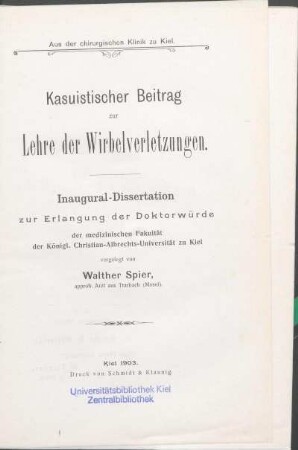 Aus der chirurgischen Klinik zu Kiel.
Kasuistischer Beitrag
zur
Lehre der Wirbelverletzungen.
Inaugural-Dissertation
zur Erlangung der Doktorwürde
der medizinischen Fakultät
der Königl. Christian-Albrechts-Universität zu Kiel
vorgelegt von
Walther Spier,
approb. Arzt aus Trarbach (Mosel).
Kiel 1903.
Druck von Schmidt & Klaunig
Universitätsbibliothek Kiel
Zentralbibliothek